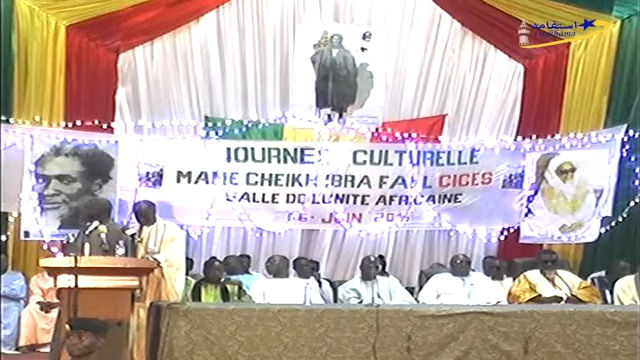 استقامة
JOURNEE CULTURELLE
MAME CHEIKH IBRA FALL CICES
SALLE DE L'UNITE AFRICAINE
JUIN